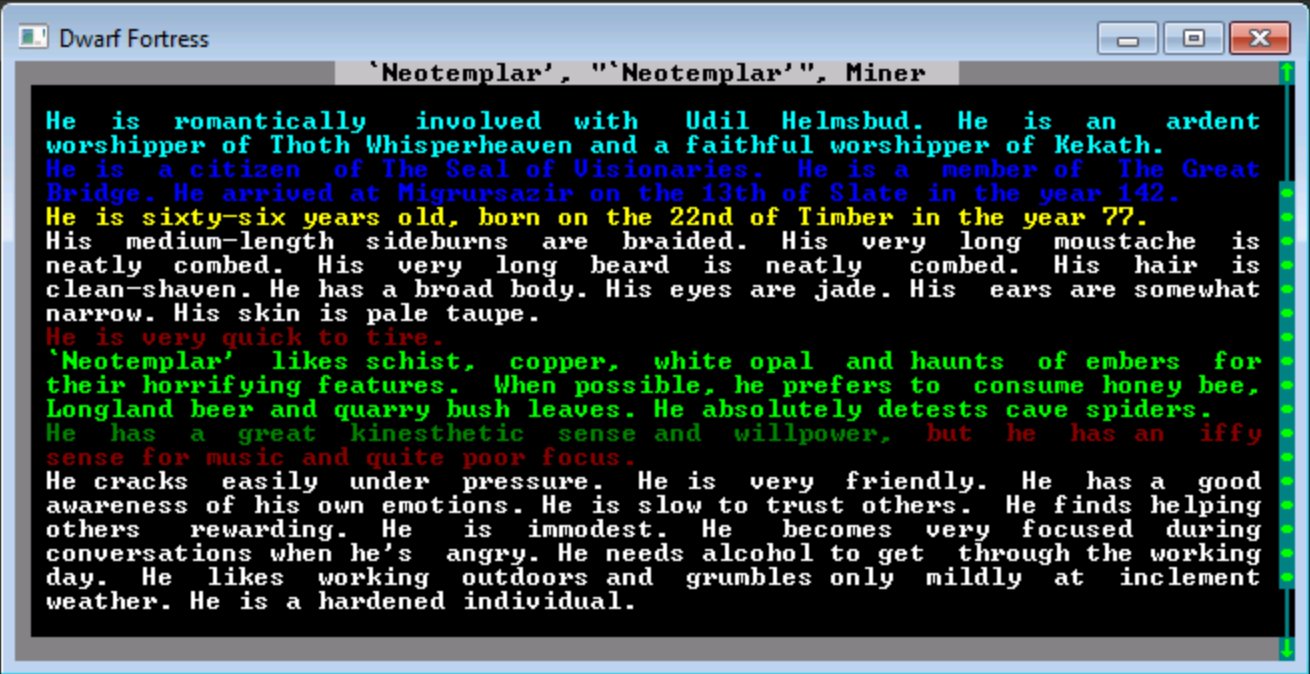 Dwarf Fortress
`Neotemplar', "`Neotemplar'", Miner
He is romantically involved with Udil Helmsbud. He is an ardent
worshipper of Thoth Whisperheaven and a faithful worshipper of Kekath.
He is a citizen of The Seal of Visionaries. He is a member of The Great
Bridge. He arrived at Migrursazir on the 13th of Slate in the year 142.
He is sixty-six years old, born on the 22nd of Timber in the year 77.
His medium-length sideburns are braided. His very long moustache is
neatly combed. His very long beard is neatly combed. His hair is
clean-shaven. He has a broad body. His eyes are jade. His ears are somewhat
narrow. His skin is pale taupe.
He is very quick to tire.
`Neotemplar' likes schist, copper, white opal and haunts of embers for
their horrifying features. When possible, he prefers to consume honey bee,
Longland beer and quarry bush leaves. He absolutely detests cave spiders.
He has a great kinesthetic sense and willpower, but he has an iffy
sense for music and quite poor focus.
He cracks easily under pressure. He is very friendly. He has a good
awareness of his own emotions. He is slow to trust others. He finds helping
others rewarding. He is immodest. He becomes very focused during
conversations when he's angry. He needs alcohol to get through the working
day. He likes working outdoors and grumbles only mildly at inclement
weather. He is a hardened individual.